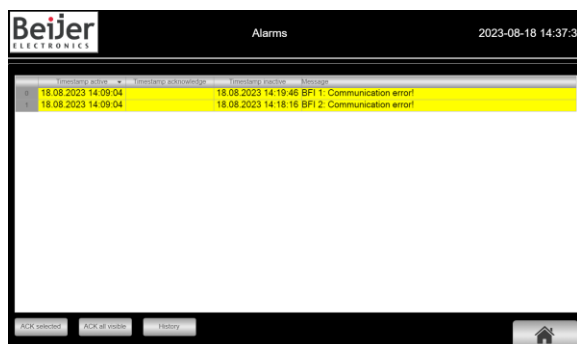 Beijer
ELECTRONICS
Alarms
2023-08-18 14:37:3
Timestamp active Timestamp acknowledge Timestamp inactive Message
0 18.08.2023 14:09:04 18.08.2023 14:19:46 BFI 1: Communication error!
1 18.08.2023 14:09:04 18.08.2023 14:18:16 BFI 2: Communication error!
ACK selected ACK all visible History